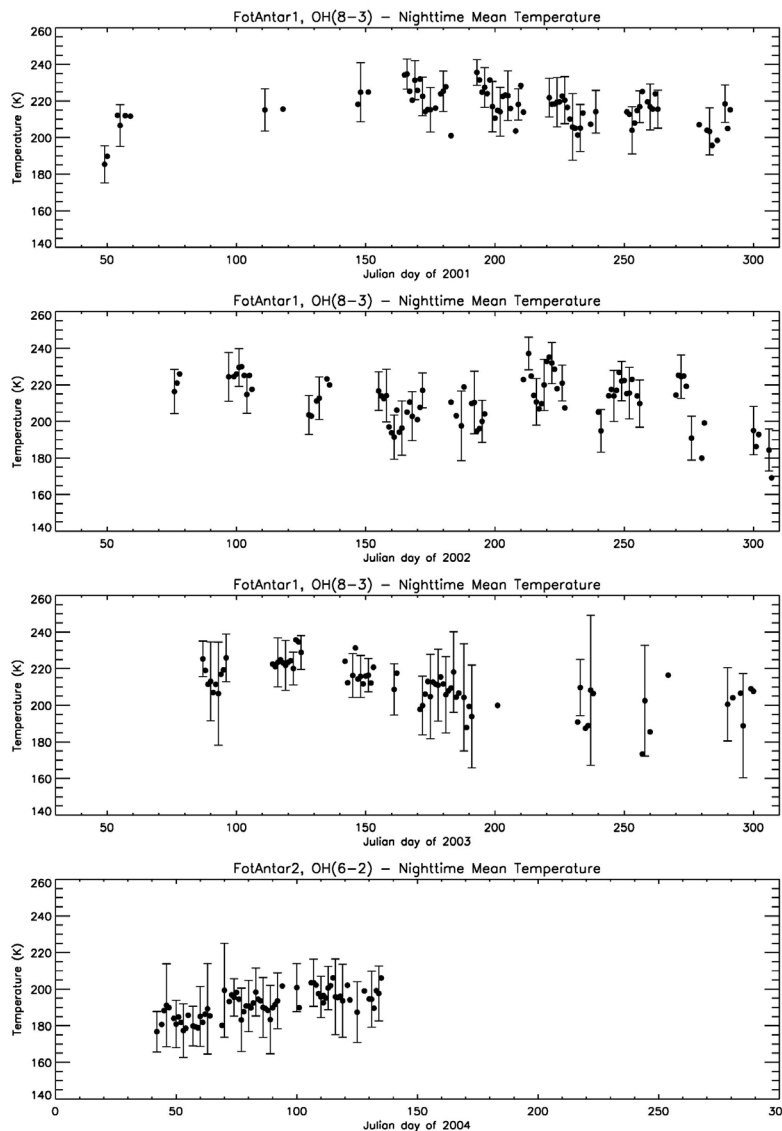 FotAntar1, OH(8–3) – Nighttime Mean Temperature
260
240
220
200
180
160
140
Temperature (K)
50 100 150 200 250 300
Julian day of 2001
FotAntar1, OH(8–3) – Nighttime Mean Temperature
260
240
220
200
180
160
140
Temperature (K)
50 100 150 200 250 300
Julian day of 2002
FotAntar1, OH(8–3) – Nighttime Mean Temperature
260
240
220
200
180
160
140
Temperature (K)
50 100 150 200 250 300
Julian day of 2003
FotAntar2, OH(6–2) – Nighttime Mean Temperature
260
240
220
200
180
160
140
Temperature (K)
0 50 100 150 200 250 30
Julian day of 2004